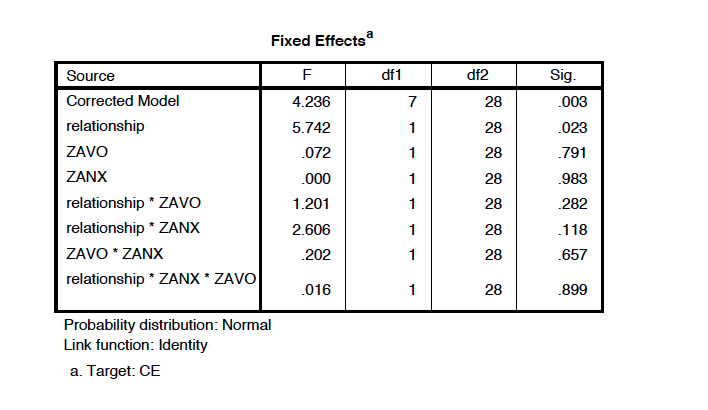 Fixed Effectsa
Source F df1 df2 Sig.
Corrected Model 4.236 7 28 .003
relationship 5.742 1 28 .023
ZAVO .072 1 28 .791
ZANX .000 1 28 .983
relationship * ZAVO 1.201 1 28 .282
relationship * ZANX 2.606 1 28 .118
ZAVO * ZANX .202 1 28 .657
relationship * ZANX * ZAVO .016 1 28 .899
Probability distribution: Normal
Link function: Identity
a. Target: CE